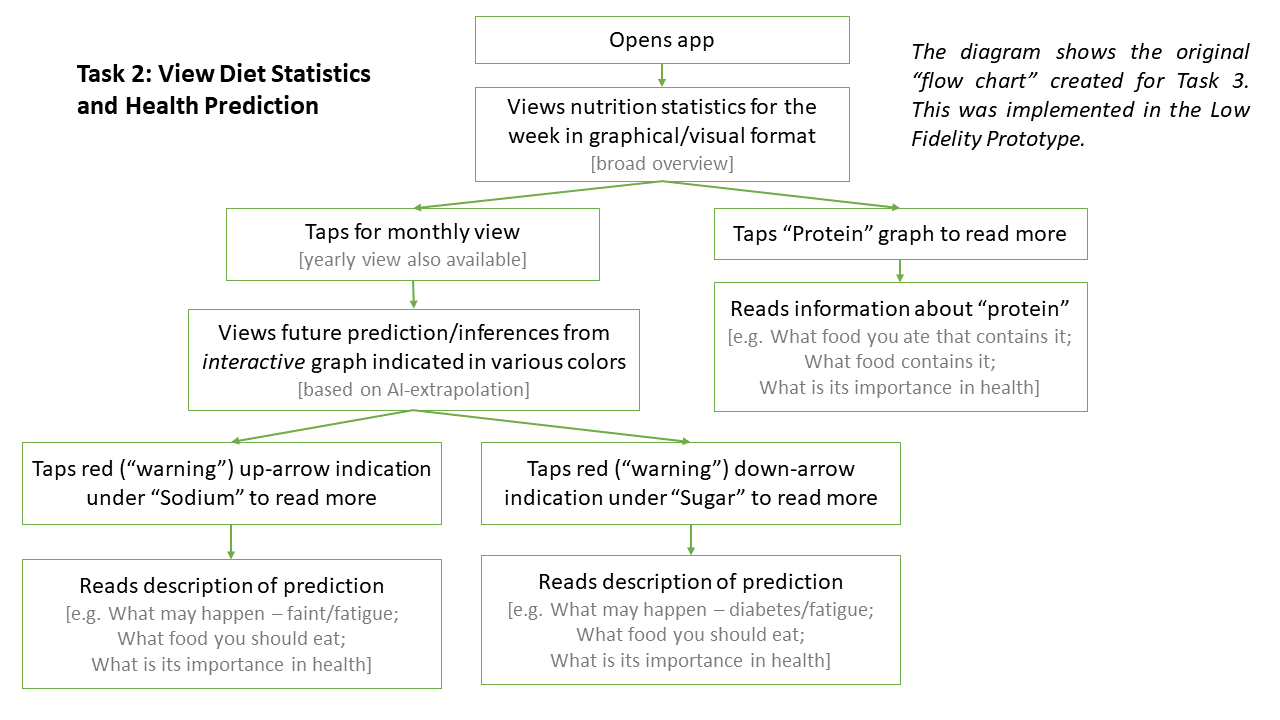 Task 2: View Diet Statistics
and Health Prediction
Opens app
The diagram shows the original
“flow chart” created for Task 3.
This was implemented in the Low
Fidelity Prototype.
Views nutrition statistics for the
week in graphical/visual format
[broad overview]
Taps for monthly view
[yearly view also available]
Taps “Protein” graph to read more
Views future prediction/inferences from
interactive graph indicated in various colors
[based on AI-extrapolation]
Reads information about “protein”
[e.g. What food you ate that contains it;
What food contains it;
What is its importance in health]
Taps red (“warning”) up-arrow indication
under “Sodium” to read more
Taps red (“warning”) down-arrow
indication under “Sugar” to read more
Reads description of prediction
[e.g. What may happen – faint/fatigue;
What food you should eat;
What is its importance in health]
Reads description of prediction
[e.g. What may happen – diabetes/fatigue;
What food you should eat;
What is its importance in health]